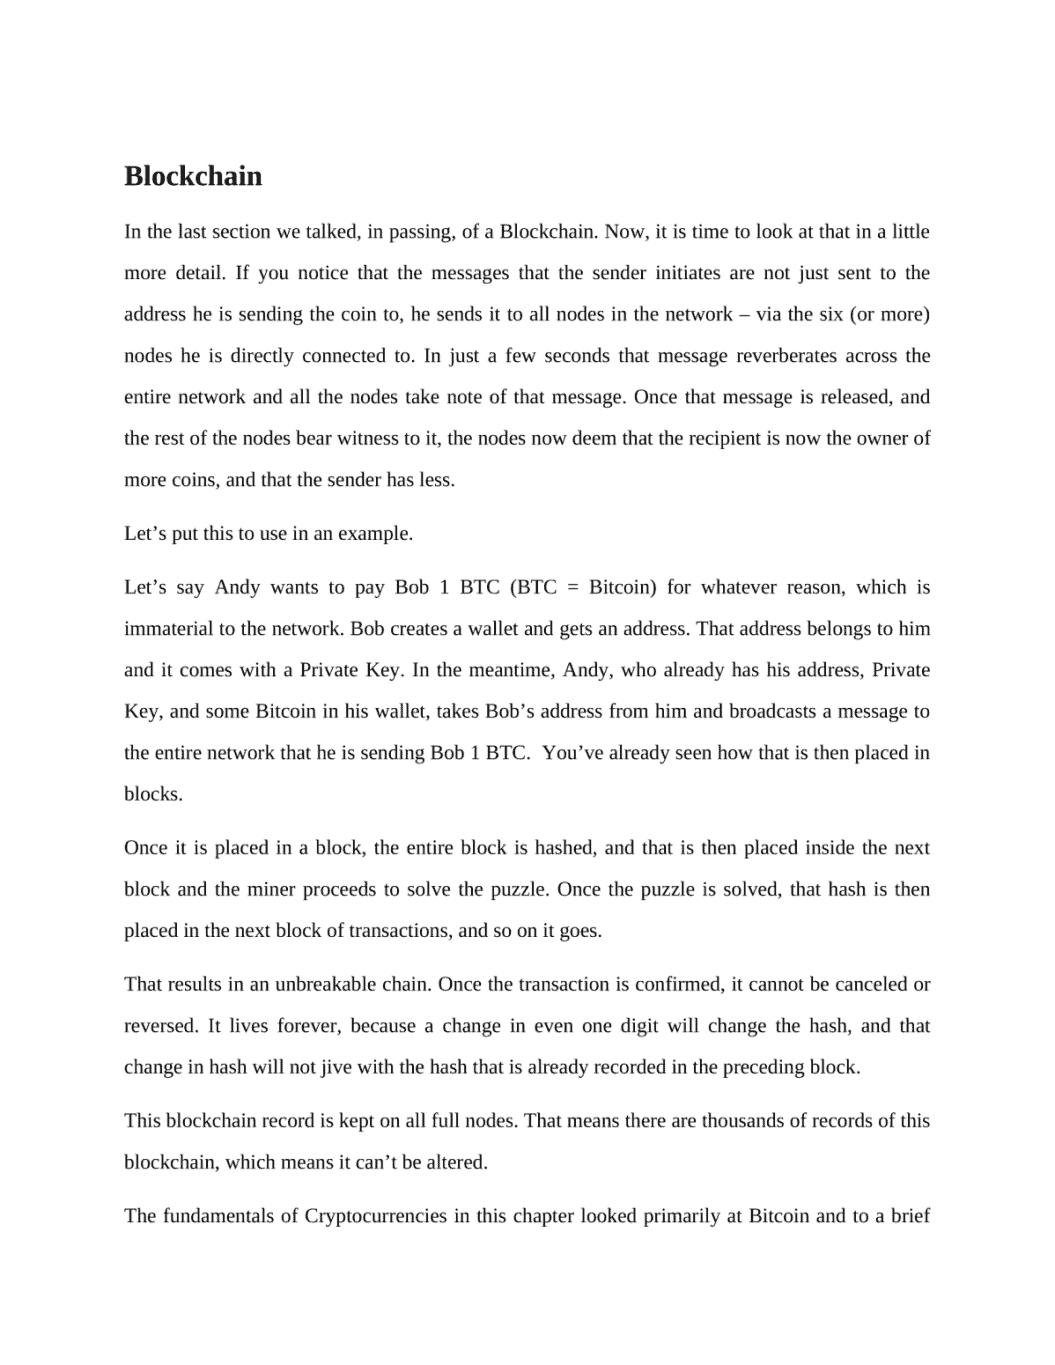 Blockchain
In the last section we talked, in passing, of a Blockchain. Now, it is time to look at that in a little
more detail. If you notice that the messages that the sender initiates are not just sent to the
address he is sending the coin to, he sends it to all nodes in the network – via the six (or more)
nodes he is directly connected to. In just a few seconds that message reverberates across the
entire network and all the nodes take note of that message. Once that message is released, and
the rest of the nodes bear witness to it, the nodes now deem that the recipient is now the owner of
more coins, and that the sender has less.
Let’s put this to use in an example.
Let’s say Andy wants to pay Bob 1 BTC (BTC = Bitcoin) for whatever reason, which is
immaterial to the network. Bob creates a wallet and gets an address. That address belongs to him
and it comes with a Private Key. In the meantime, Andy, who already has his address, Private
Key, and some Bitcoin in his wallet, takes Bob’s address from him and broadcasts a message to
the entire network that he is sending Bob 1 BTC.  You’ve already seen how that is then placed in
blocks.
Once it is placed in a block, the entire block is hashed, and that is then placed inside the next
block and the miner proceeds to solve the puzzle. Once the puzzle is solved, that hash is then
placed in the next block of transactions, and so on it goes.
That results in an unbreakable chain. Once the transaction is confirmed, it cannot be canceled or
reversed. It lives forever, because a change in even one digit will change the hash, and that
change in hash will not jive with the hash that is already recorded in the preceding block.
This blockchain record is kept on all full nodes. That means there are thousands of records of this
blockchain, which means it can’t be altered.
The fundamentals of Cryptocurrencies in this chapter looked primarily at Bitcoin and to a brief